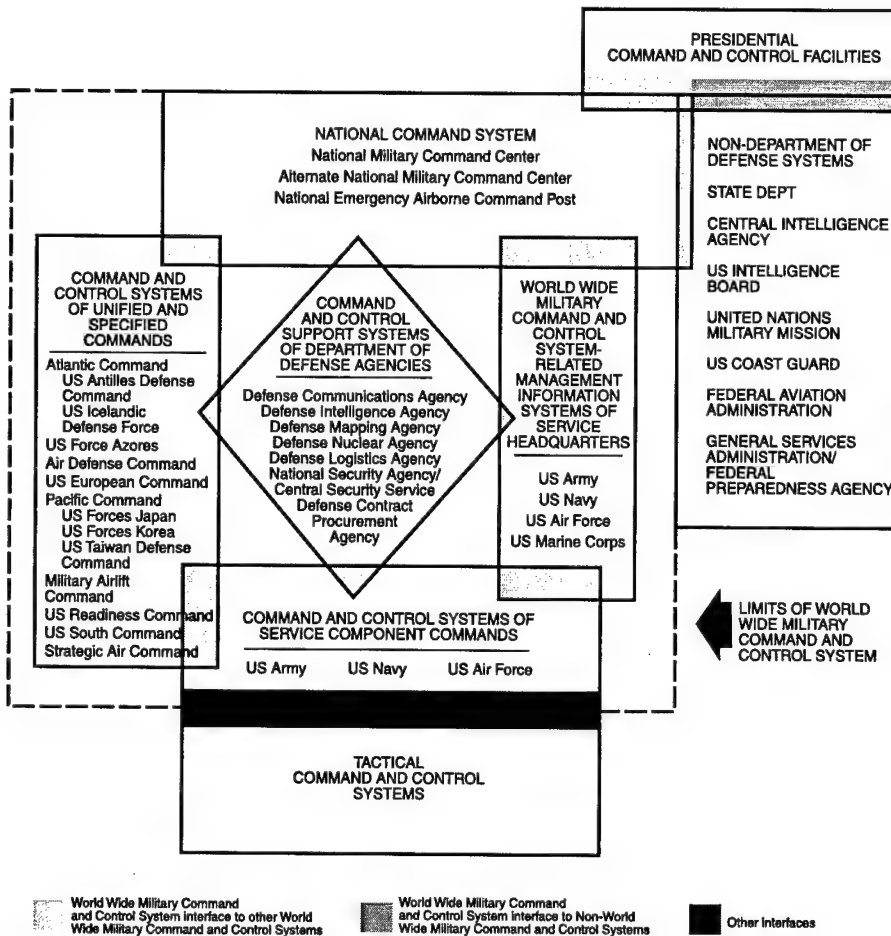 PRESIDENTIAL
COMMAND AND CONTROL FACILITIES
NATIONAL COMMAND SYSTEM
National Military Command Center
Alternate National Military Command Center
National Emergency Airborne Command Post
NON-DEPARTMENT OF
DEFENSE SYSTEMS
STATE DEPT
CENTRAL INTELLIGENCE
AGENCY
US INTELLIGENCE
BOARD
UNITED NATIONS
MILITARY MISSION
US COAST GUARD
FEDERAL AVIATION
ADMINISTRATION
GENERAL SERVICES
ADMINISTRATION/
FEDERAL
PREPAREDNESS AGENCY
COMMAND AND
CONTROL SYSTEMS
OF UNIFIED AND
SPECIFIED
COMMANDS
Atlantic Command
US Antilles Defense
Command
US Icelandic
Defense Force
US Force Azores
Air Defense Command
US European Command
Pacific Command
US Forces Japan
US Forces Korea
US Taiwan Defense
Command
Military Airlift
Command
US Readiness Command
US South Command
Strategic Air Command
COMMAND
AND CONTROL
SUPPORT SYSTEMS
OF DEPARTMENT OF
DEFENSE AGENCIES
Defense Communications Agency
Defense Intelligence Agency
Defense Mapping Agency
Defense Nuclear Agency
Defense Logistics Agency
National Security Agency/
Central Security Service
Defense Contract
Procurement
Agency
WORLD WIDE
MILITARY
COMMAND AND
CONTROL
SYSTEM-
RELATED
MANAGEMENT
INFORMATION
SYSTEMS OF
SERVICE
HEADQUARTERS
US Army
US Navy
US Air Force
US Marine Corps
COMMAND AND CONTROL SYSTEMS OF
SERVICE COMPONENT COMMANDS
US Army US Navy US Air Force
LIMITS OF WORLD
WIDE MILITARY
COMMAND AND
CONTROL SYSTEM
TACTICAL
COMMAND AND CONTROL
SYSTEMS
World Wide Military Command
and Control System interface to other World
Wide Military Command and Control Systems
World Wide Military Command
and Control System interface to Non-World
Wide Military Command and Control Systems
Other Interfaces